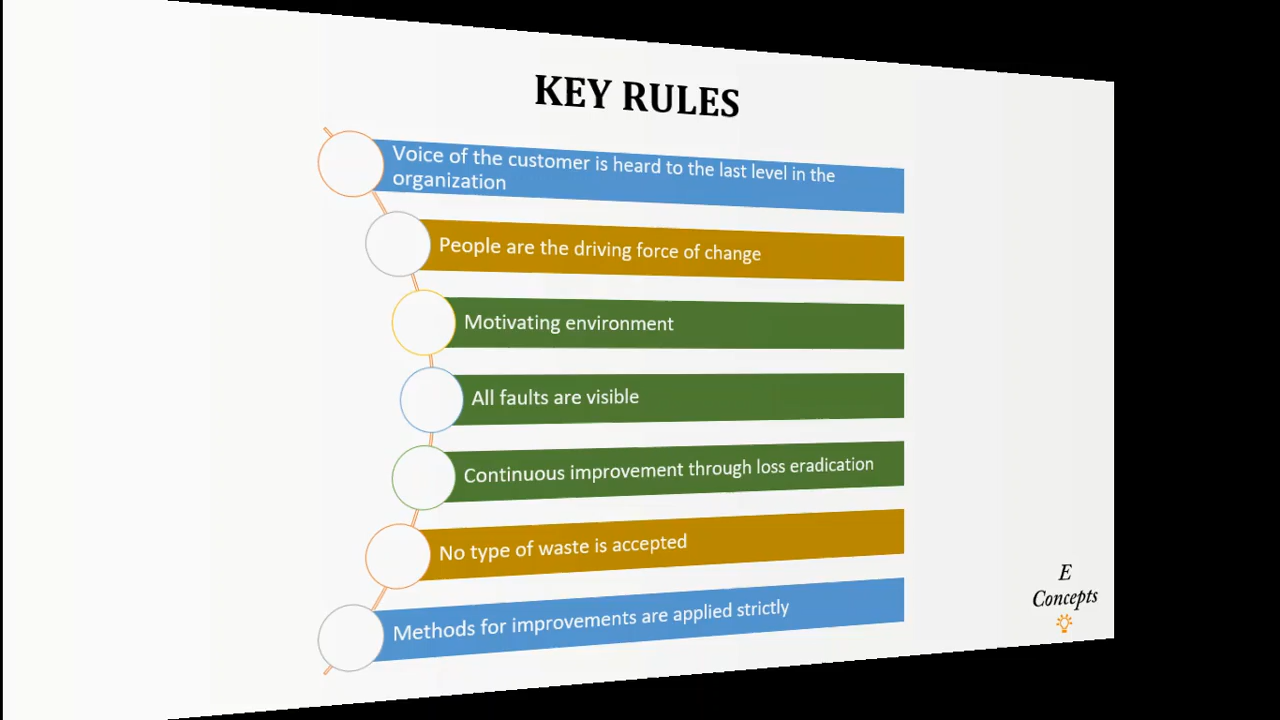 KEY RULES
Voice of the customer is heard to the last level in the
organization
People are the driving force of change
Motivating environment
All faults are visible
Continuous improvement through loss eradication
No type of waste is accepted
Methods for improvements are applied strictly
E
Concepts